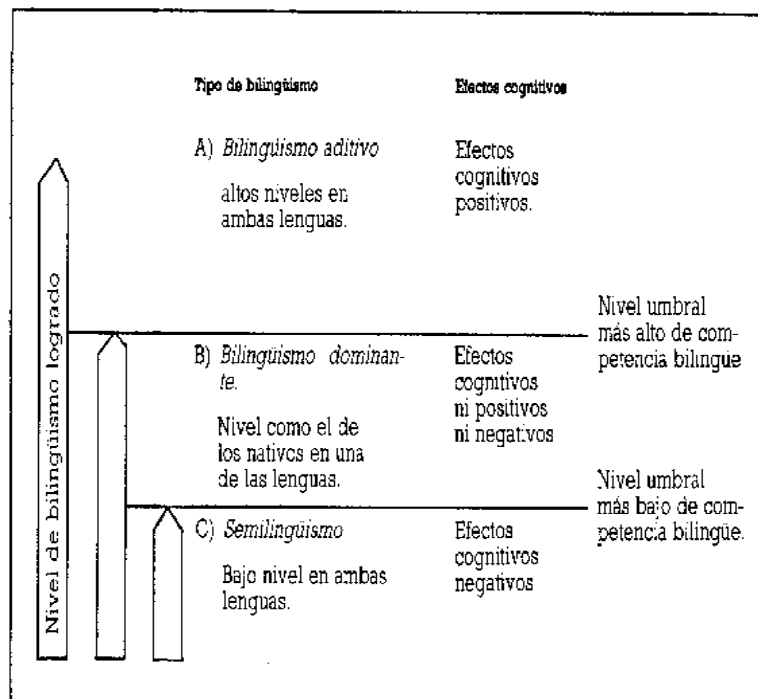 Tipo de bilingüismo
Efectos cognitivos
A) Bilingüismo aditivo
altos niveles en
ambas lenguas.
Efectos
cognitivos
positivos.
Nivel umbral
más alto de com-
petencia bilingüe
B) Bilingüismo dominan-
te.
Nivel como el de
los nativos en una
de las lenguas.
Efectos
cognitivos
ni positivos
ni negativos
Nivel umbral
más bajo de com-
petencia bilingüe.
C) Semilingüismo
Bajo nivel en ambas
lenguas.
Efectos
cognitivos
negativos
Nivel de bilingüismo logrado